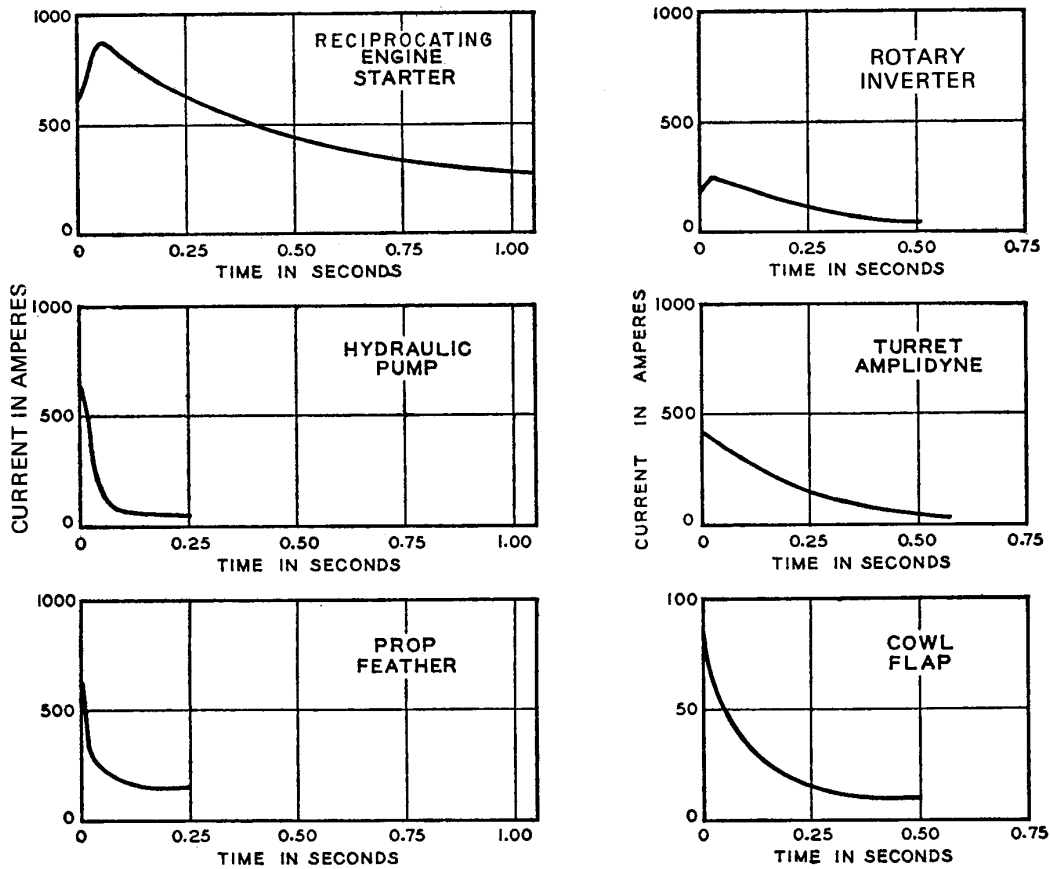 1000
500
0
RECIPROCATING
ENGINE
STARTER
0 0.25 0.50 0.75 1.00
TIME IN SECONDS
1000
500
0
ROTARY
INVERTER
0 0.25 0.50 0.75
TIME IN SECONDS
CURRENT IN AMPERES
1000
500
0
HYDRAULIC
PUMP
0 0.25 0.50 0.75 1.00
TIME IN SECONDS
CURRENT IN AMPERES
1000
500
0
TURRET
AMPLIDYNE
0 0.25 0.50 0.75
TIME IN SECONDS
1000
500
0
PROP
FEATHER
0 0.25 0.50 0.75 1.00
TIME IN SECONDS
100
50
0
COWL
FLAP
0 0.25 0.50 0.75
TIME IN SECONDS